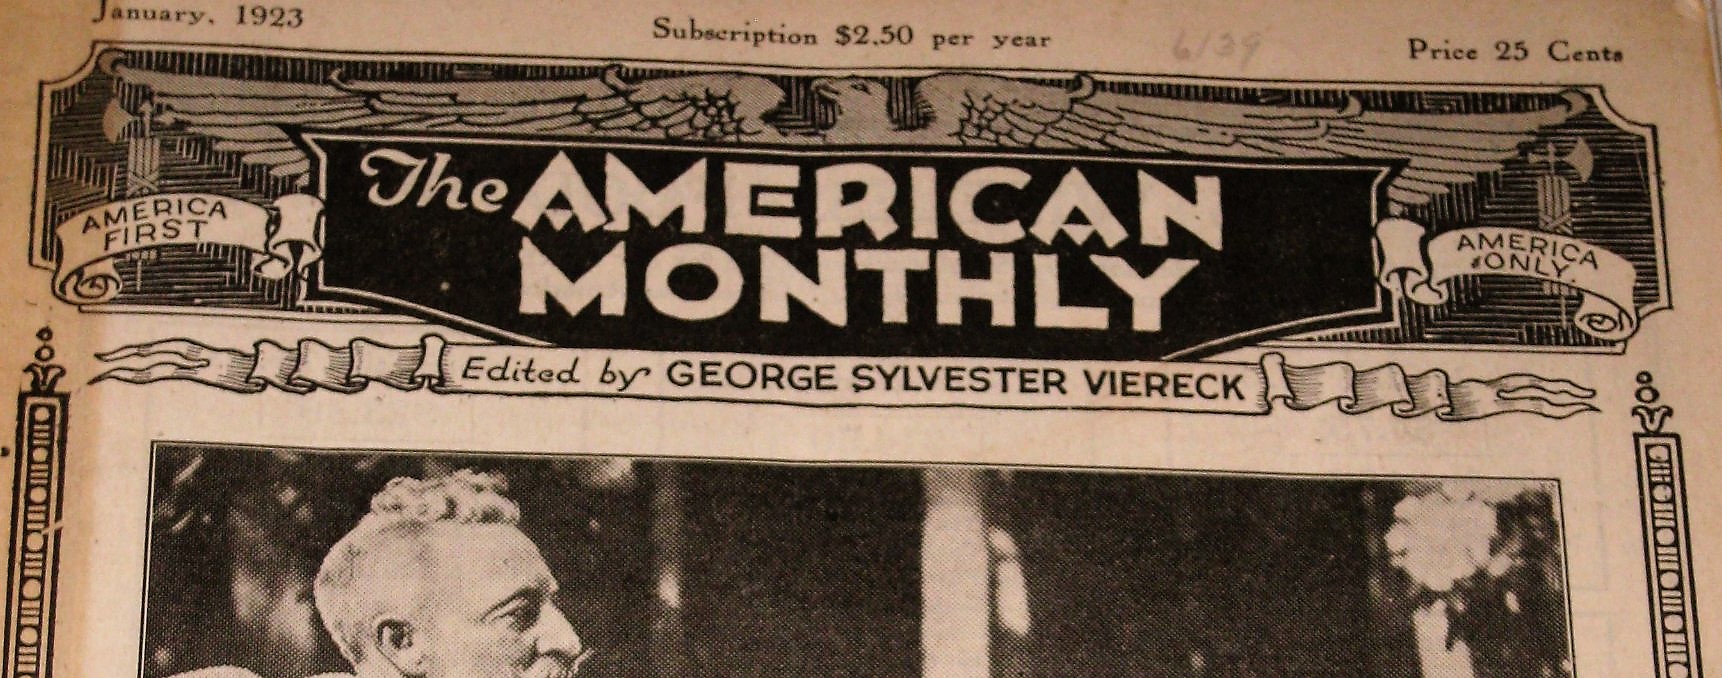 January, 1923
Subscription $2.50 per year
6139
Price 25 Cents
The AMERICAN
MONTHLY
AMERICA
FIRST
AMERICA
& ONLY.
Edited by GEORGE SYLVESTER VIERECK